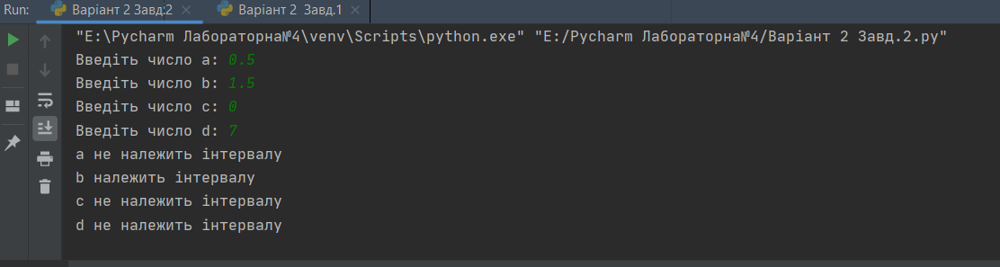 Run: Варіант 2 Завд.2 × Варіант 2 Завд.1 ×
"E:\Pycharm Лабораторна№4\venv\Scripts\python.exe" "E:/Pycharm Лабораторна№4/Варіант 2 Завд.2.py"
Введіть число a: 0.5
Введіть число b: 1.5
Введіть число c: 0
Введіть число d: 7
a не належить інтервалу
b належить інтервалу
c не належить інтервалу
d не належить інтервалу